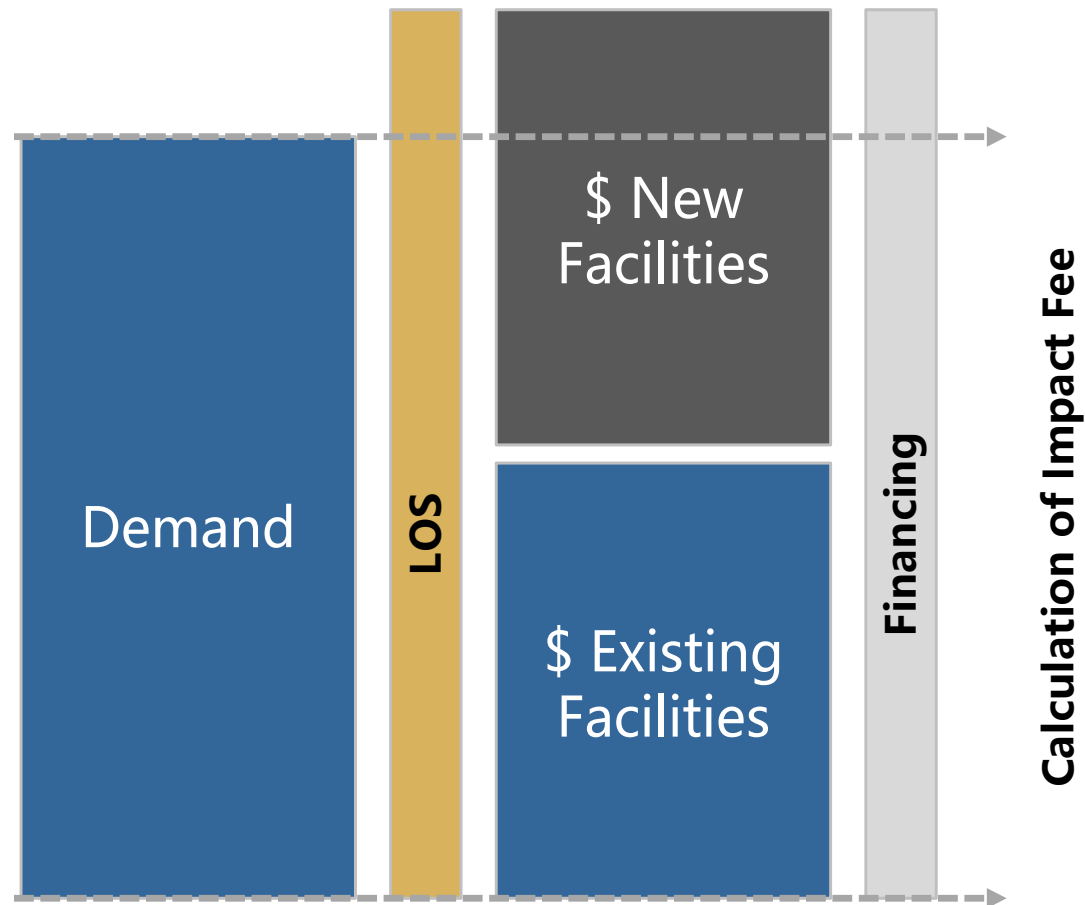 Demand
LOS
$ New
Facilities
$ Existing
Facilities
Financing
Calculation of Impact Fee